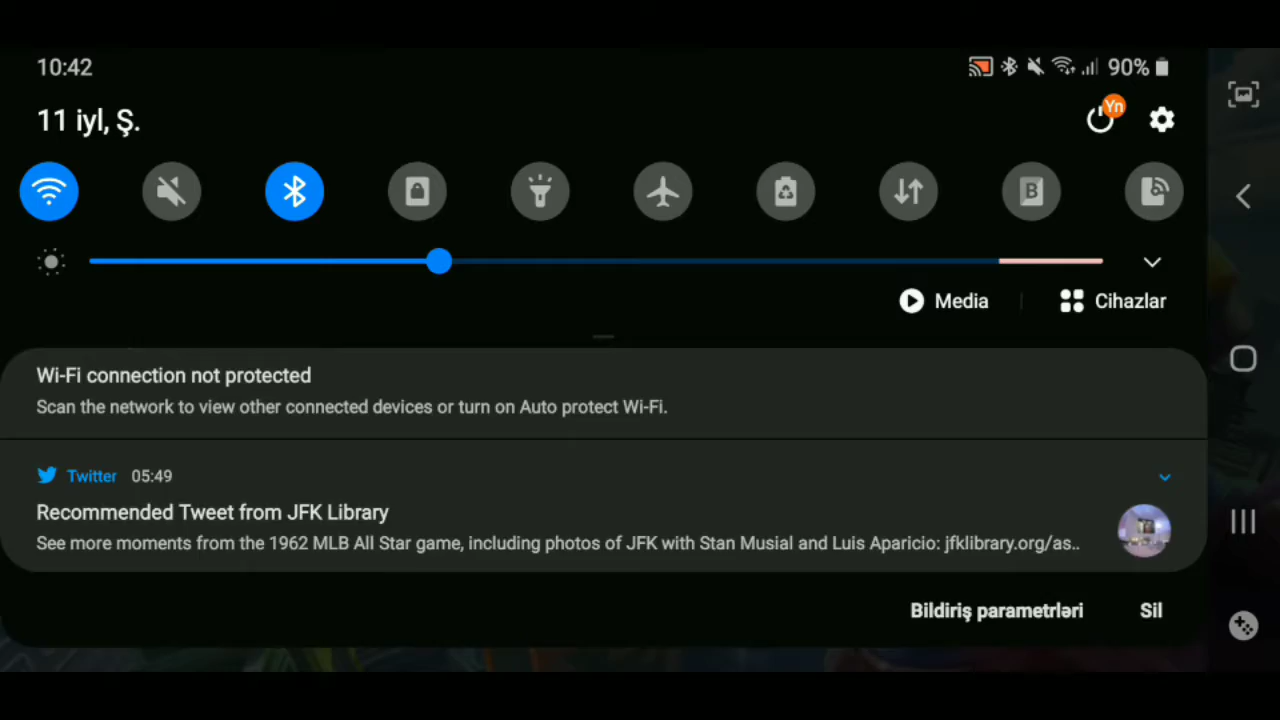 10:42
90%
11 iyl, Ş.
Yn
B
Media
Cihazlar
Wi-Fi connection not protected
Scan the network to view other connected devices or turn on Auto protect Wi-Fi.
Twitter 05:49
Recommended Tweet from JFK Library
See more moments from the 1962 MLB All Star game, including photos of JFK with Stan Musial and Luis Aparicio: jfklibrary.org/as..
Bildiriş parametrləri
Sil